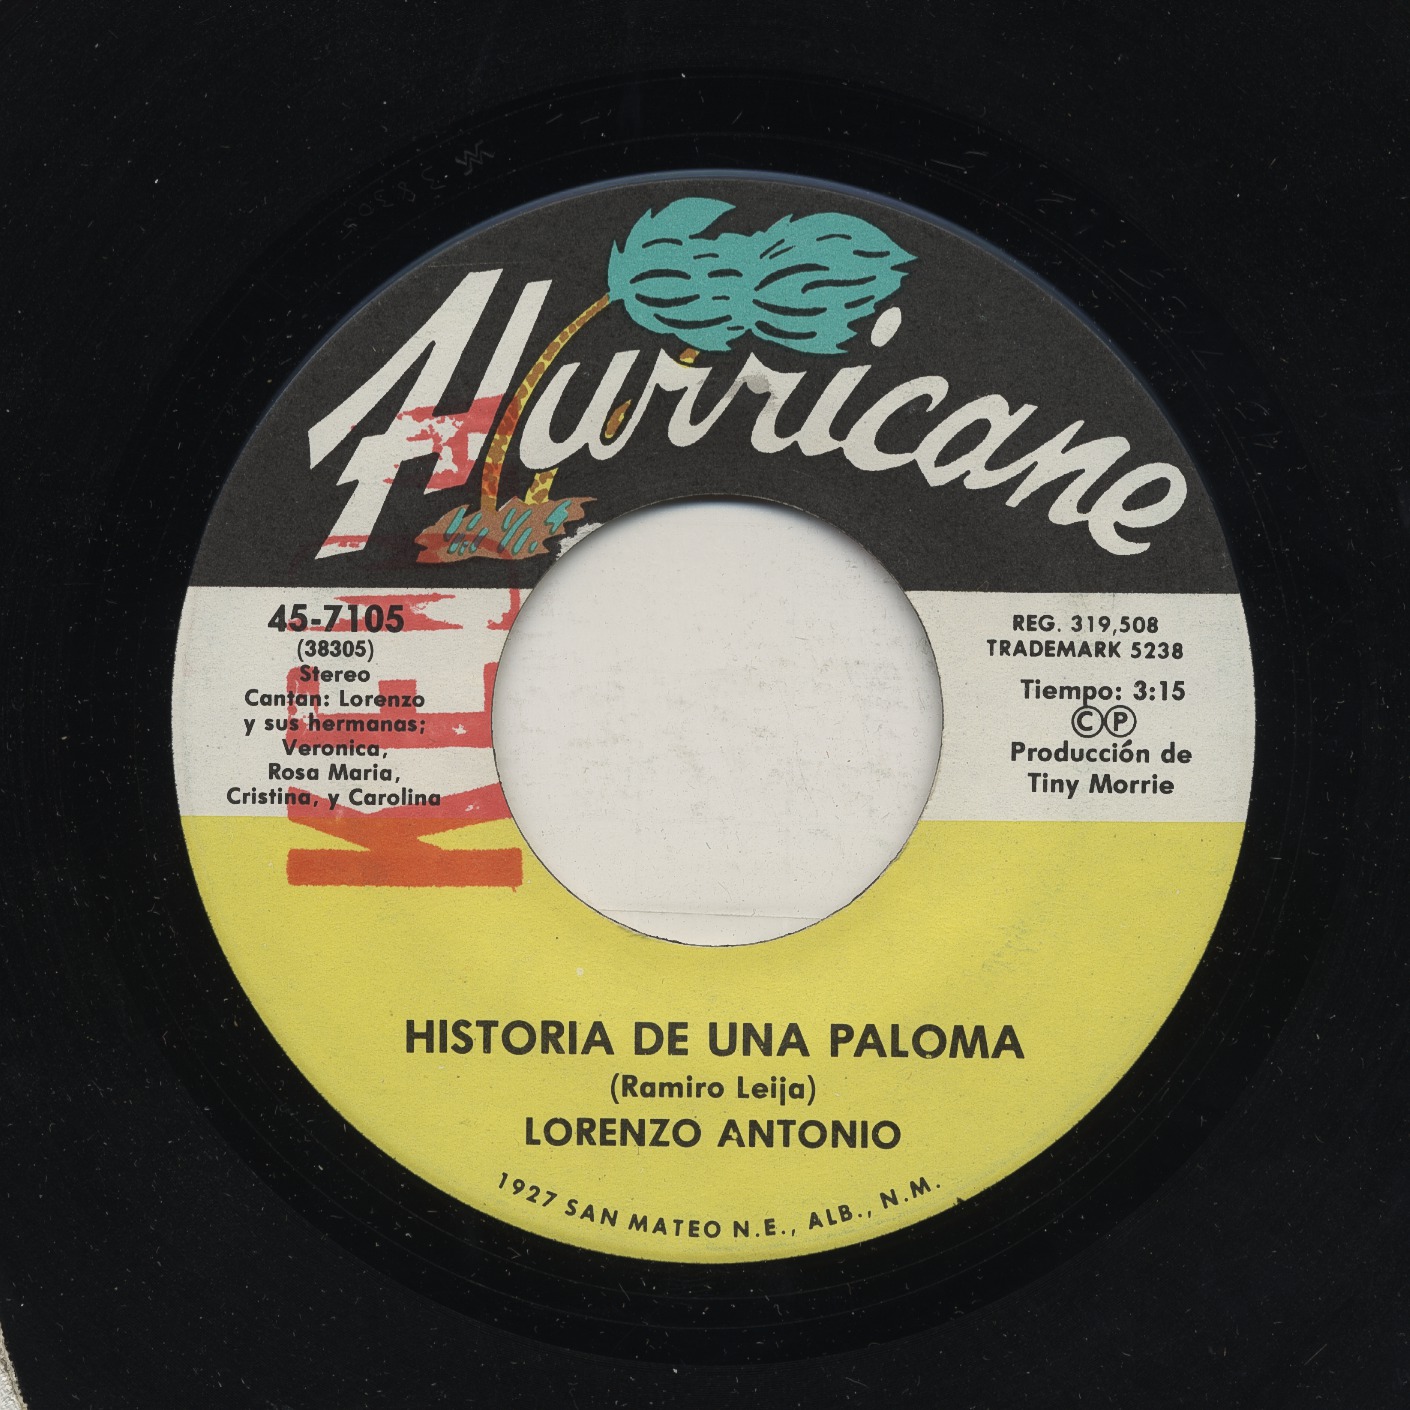 Hurricane
45-7105
(38305)
Stereo
Cantan: Lorenzo
y sus hermanas;
Veronica,
Rosa Maria,
Cristina, y Carolina
REG. 319,508
TRADEMARK 5238
Tiempo: 3:15
Ⓒ Ⓟ
Producción de
Tiny Morrie
HISTORIA DE UNA PALOMA
(Ramiro Leija)
LORENZO ANTONIO
1927 SAN MATEO N.E., ALB., N.M.